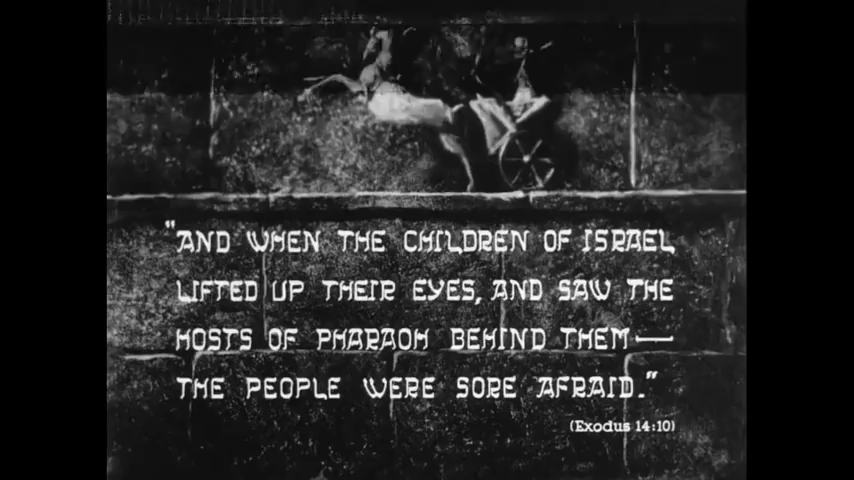 "AND WHEN THE CHILDREN OF ISRAEL
LIFTED UP THEIR EYES, AND SAW THE
HOSTS OF PHARAOH BEHIND THEM—
THE PEOPLE WERE SORE AFRAID."
(Exodus 14:10)